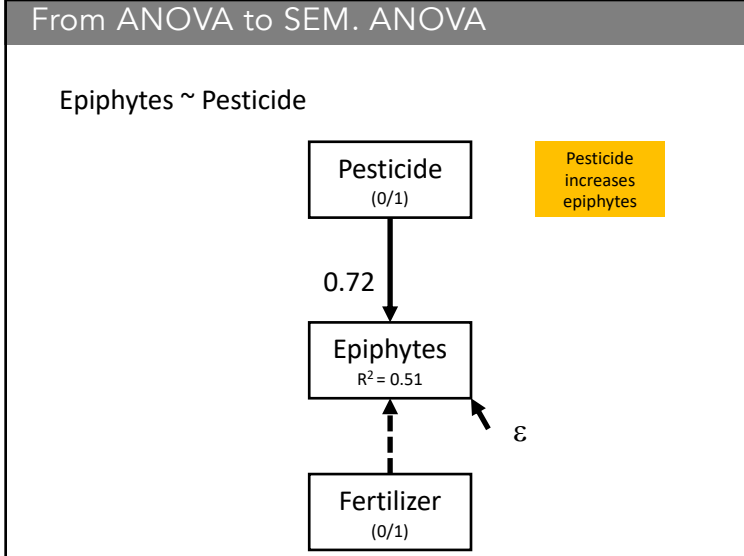 From ANOVA to SEM. ANOVA
Epiphytes ~ Pesticide
Pesticide
(0/1)
Pesticide
increases
epiphytes
0.72
Epiphytes
R² = 0.51
ε
Fertilizer
(0/1)